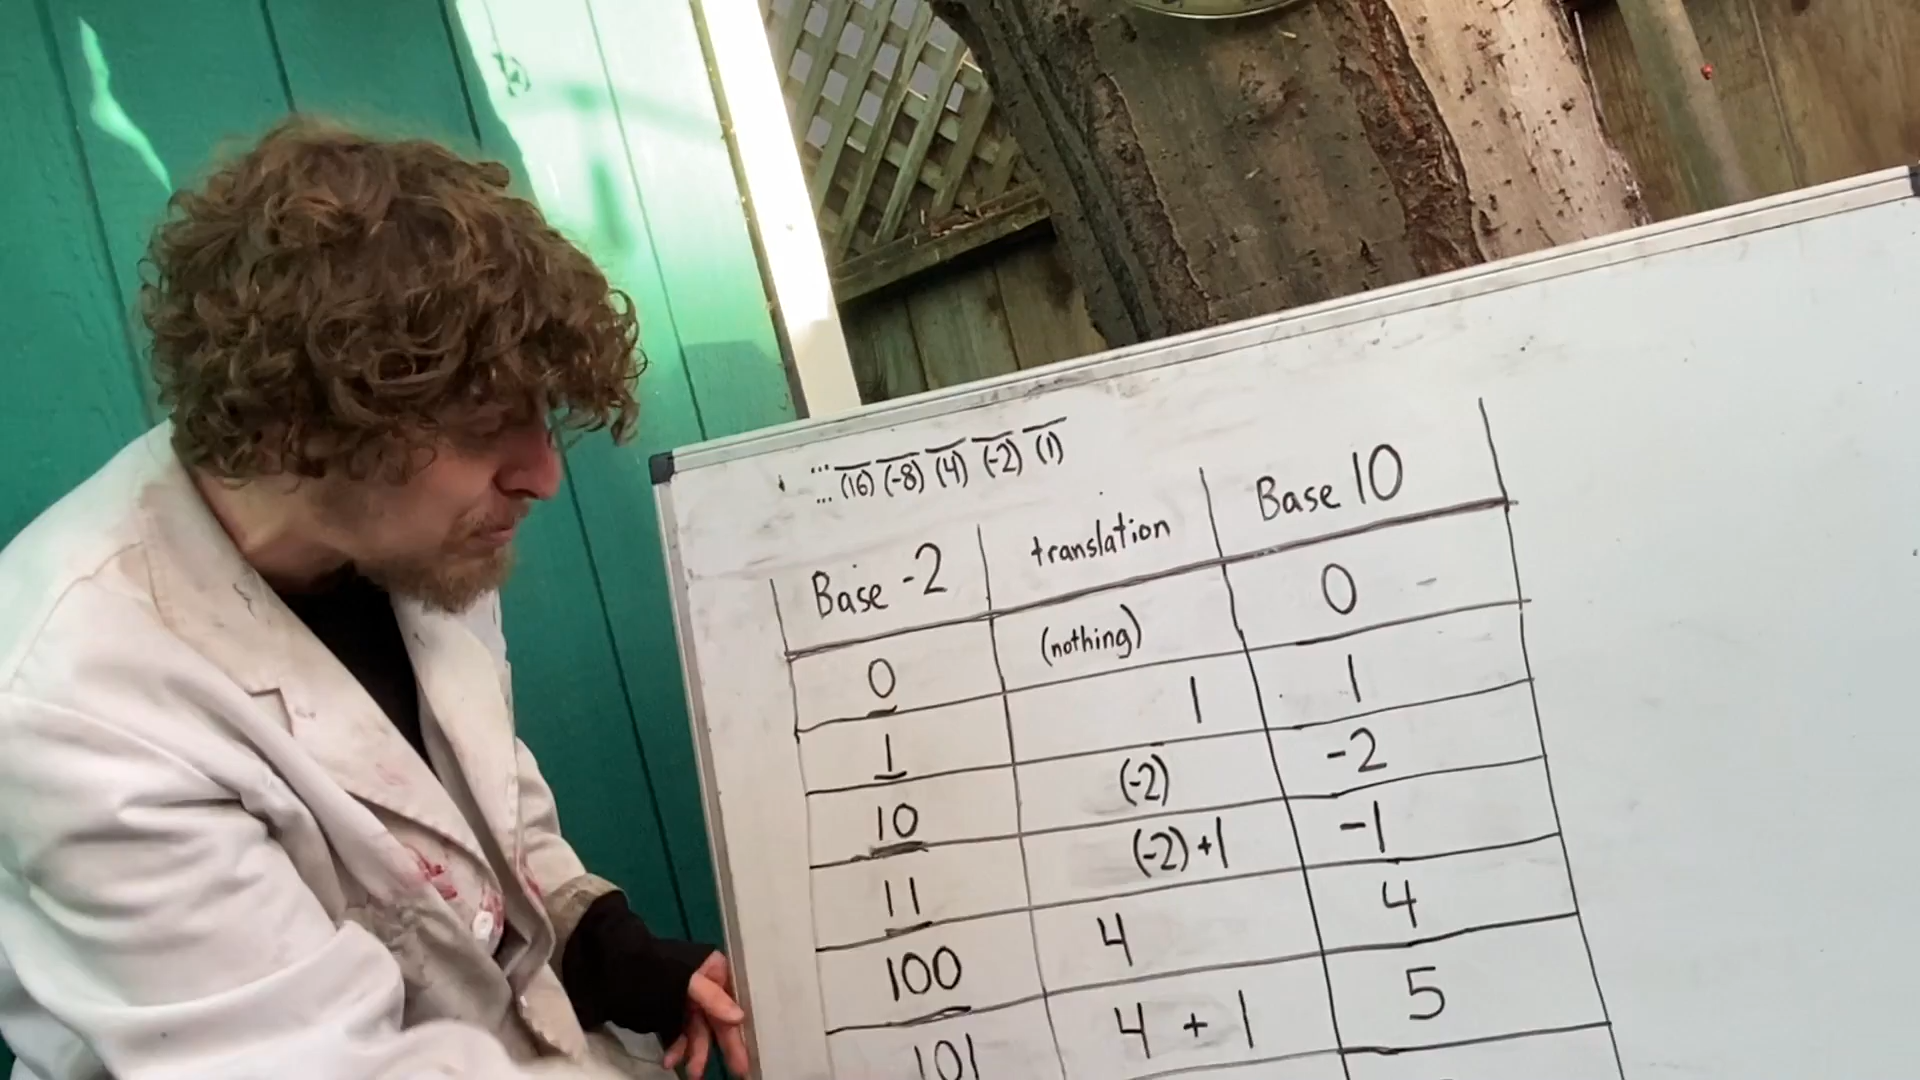 ... (16) (-8) (4) (-2) (1)
Base -2 translation Base 10
0 (nothing) 0
1 1 1
10 (-2) -2
11 (-2)+1 -1
100 4 4
101 4 + 1 5